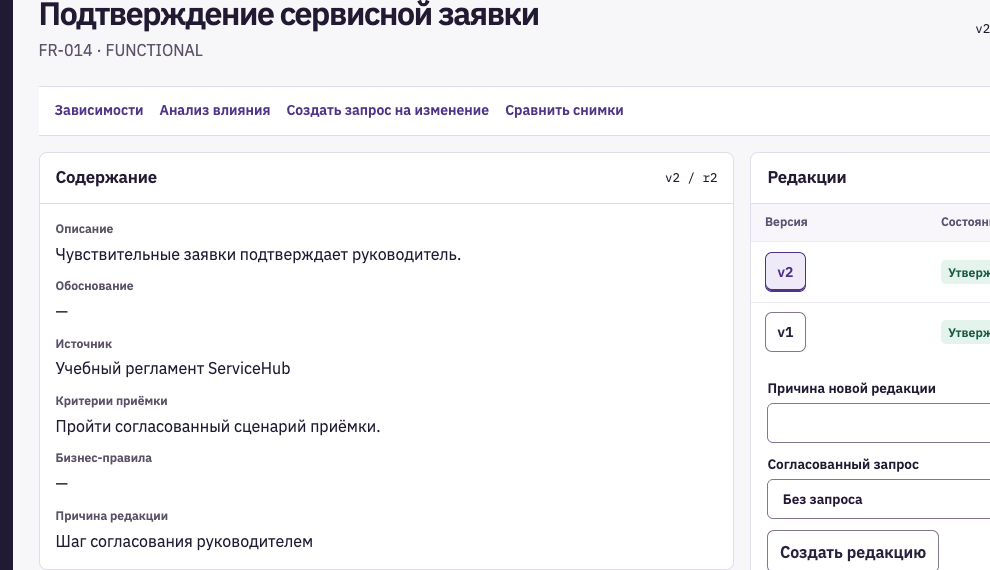 Подтверждение сервисной заявки
v2
FR-014 · FUNCTIONAL
Зависимости Анализ влияния Создать запрос на изменение Сравнить снимки
Содержание v2 / r2
Описание
Чувствительные заявки подтверждает руководитель.
Обоснование
—
Источник
Учебный регламент ServiceHub
Критерии приёмки
Пройти согласованный сценарий приёмки.
Бизнес-правила
—
Причина редакции
Шаг согласования руководителем
Редакции
Версия
v2
v1
Причина новой редакции
Согласованный запрос
Без запроса
Создать редакцию